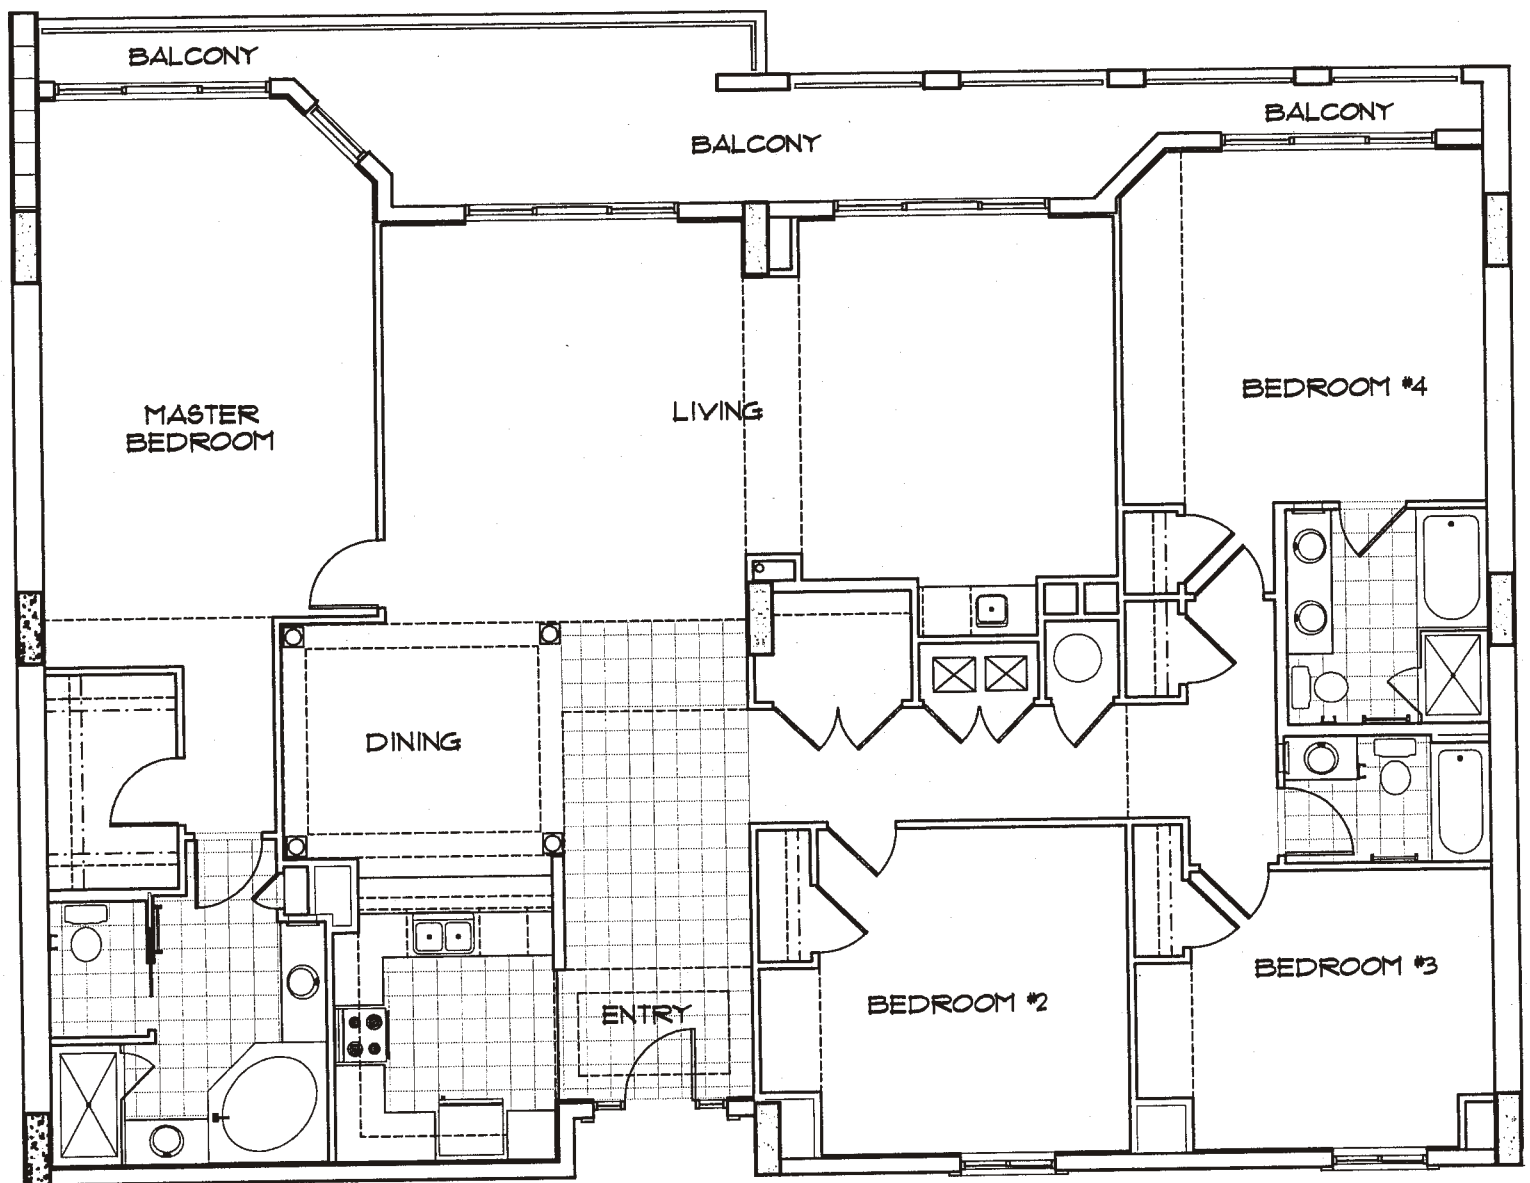 BALCONY
BALCONY
BALCONY
MASTER
BEDROOM
LIVING
BEDROOM #4
DINING
ENTRY
BEDROOM #2
BEDROOM #3